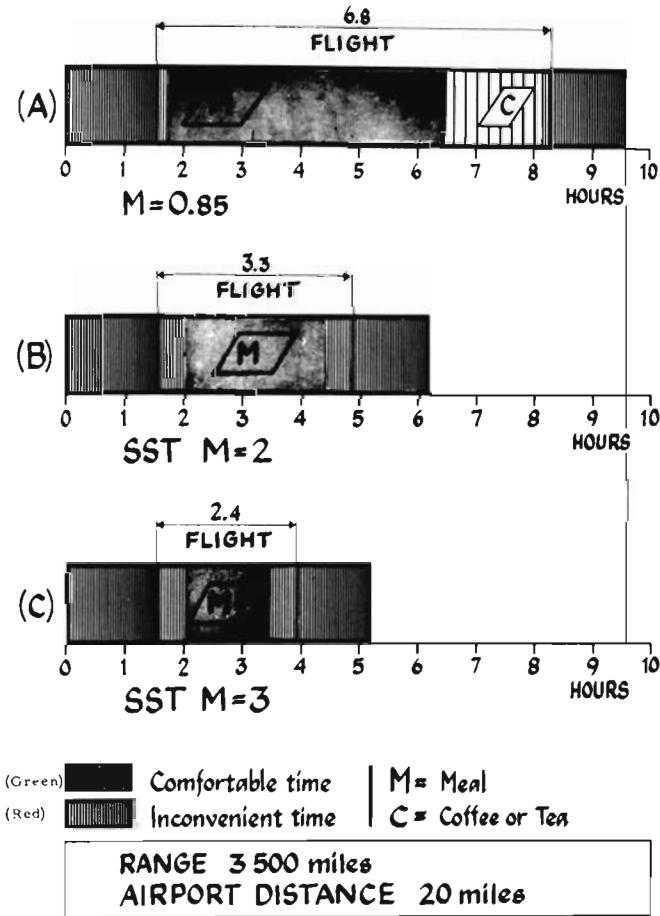 6.8
FLIGHT
(A)
C
0 1 2 3 4 5 6 7 8 9 10
M=0.85 HOURS
3.3
FLIGHT
(B)
M
0 1 2 3 4 5 6 7 8 9 10
SST M=2 HOURS
2.4
FLIGHT
(C)
M
0 1 2 3 4 5 6 7 8 9 10
SST M=3 HOURS
(Green) Comfortable time M= Meal
(Red) Inconvenient time C= Coffee or Tea
RANGE 3 500 miles
AIRPORT DISTANCE 20 miles